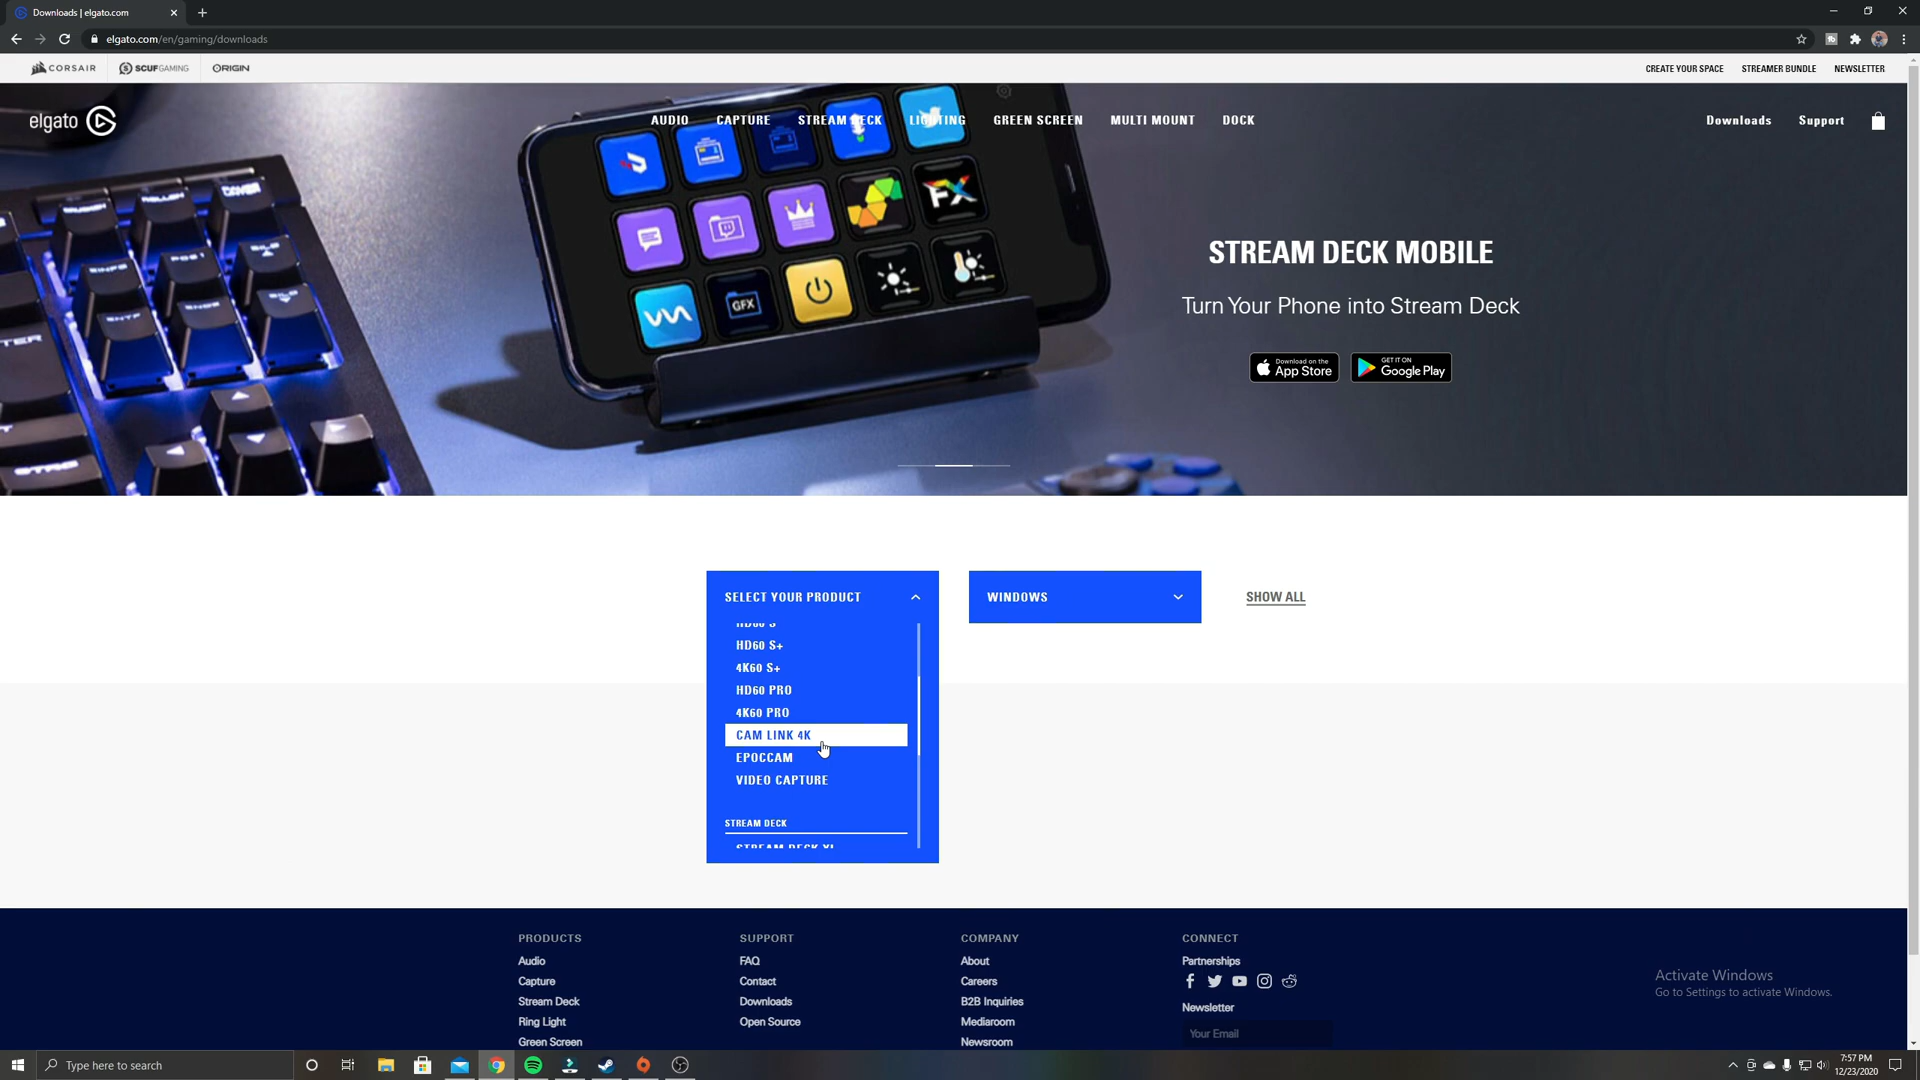 Downloads | elgato.com
elgato.com/en/gaming/downloads
CORSAIR
SCUF GAMING
ORIGIN
CREATE YOUR SPACE
STREAMER BUNDLE
NEWSLETTER
elgato
AUDIO
CAPTURE
STREAM DECK
LIGHTING
GREEN SCREEN
MULTI MOUNT
DOCK
Downloads
Support
GFX
FX
STREAM DECK MOBILE
Turn Your Phone into Stream Deck
Download on the
App Store
GET IT ON
Google Play
SELECT YOUR PRODUCT
HD60 S
HD60 S+
4K60 S+
HD60 PRO
4K60 PRO
CAM LINK 4K
EPOCCAM
VIDEO CAPTURE
STREAM DECK
STREAM DECK XL
WINDOWS
SHOW ALL
PRODUCTS
Audio
Capture
Stream Deck
Ring Light
Green Screen
SUPPORT
FAQ
Contact
Downloads
Open Source
COMPANY
About
Careers
B2B Inquiries
Mediaroom
Newsroom
CONNECT
Partnerships
Newsletter
Your Email
Activate Windows
Go to Settings to activate Windows.
Type here to search
7:57 PM
12/23/2020